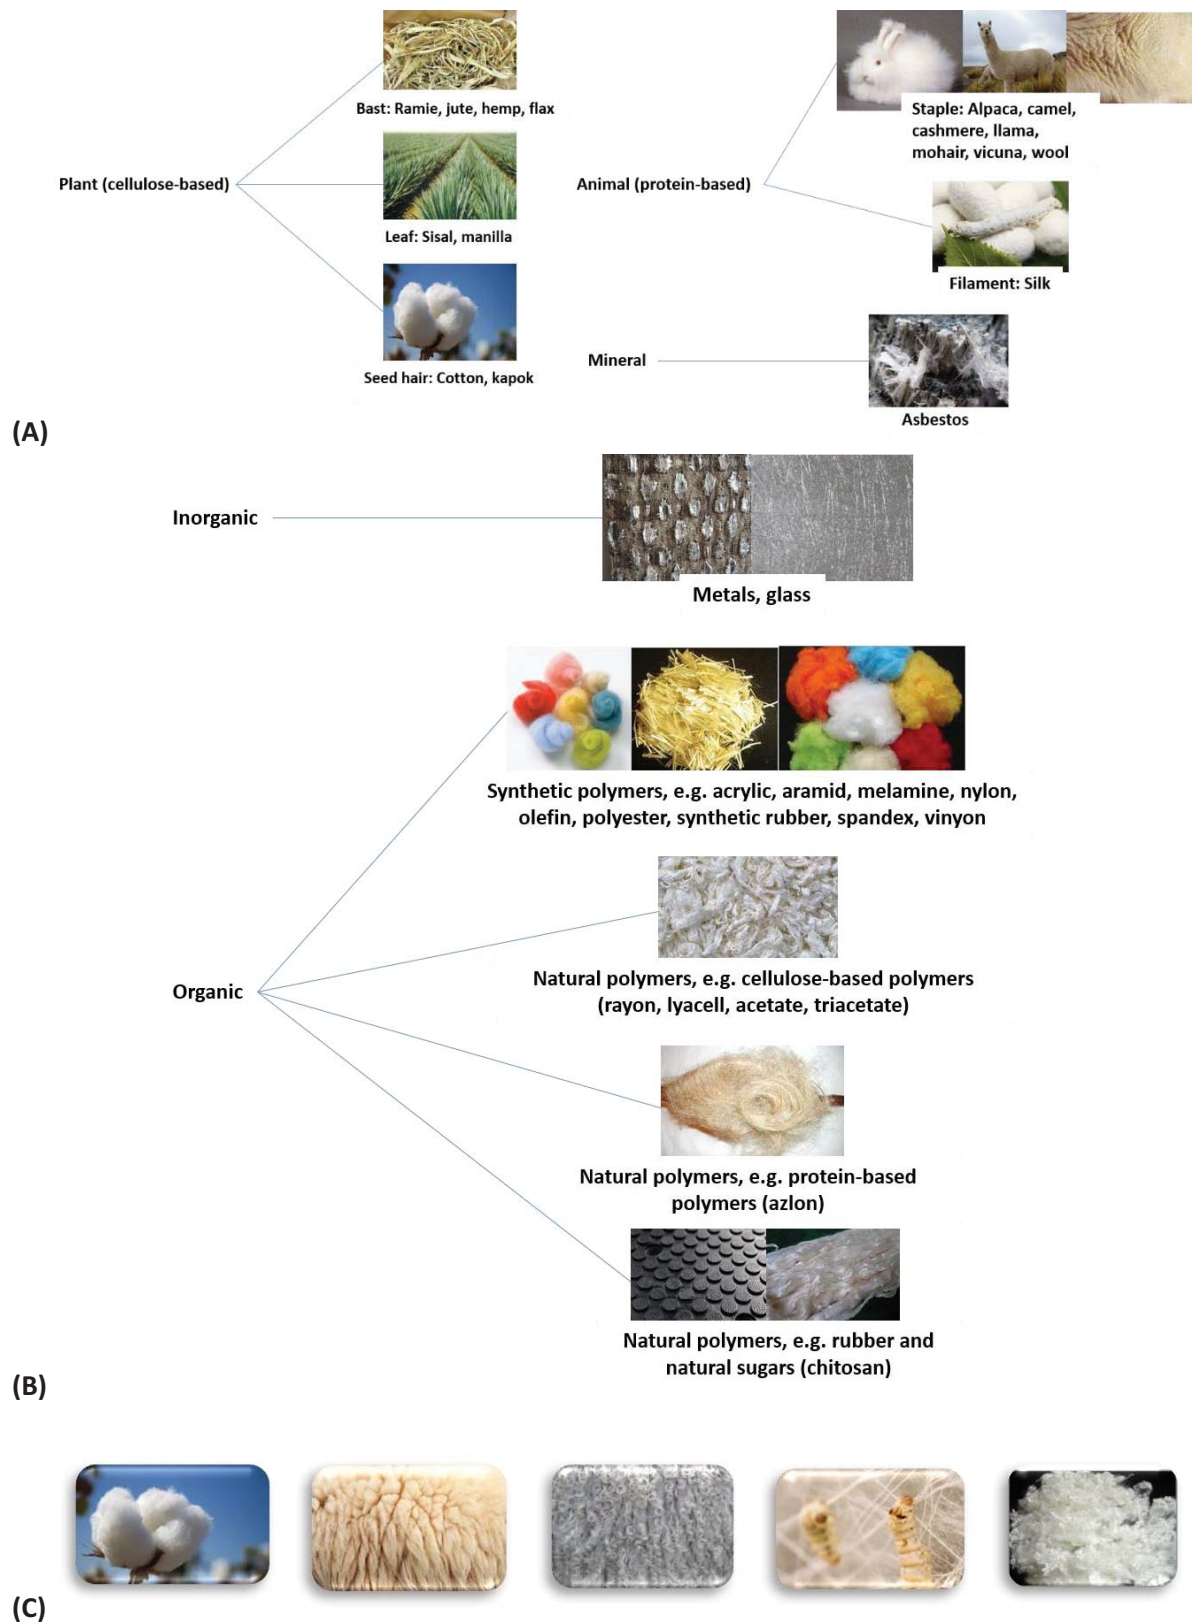 Bast: Ramie, jute, hemp, flax
Plant (cellulose-based)
Leaf: Sisal, manilla
Seed hair: Cotton, kapok
Staple: Alpaca, camel,
cashmere, llama,
mohair, vicuna, wool
Animal (protein-based)
Filament: Silk
Mineral
Asbestos
(A)
Inorganic
Metals, glass
Synthetic polymers, e.g. acrylic, aramid, melamine, nylon,
olefin, polyester, synthetic rubber, spandex, vinyon
Natural polymers, e.g. cellulose-based polymers
(rayon, lyacell, acetate, triacetate)
Organic
Natural polymers, e.g. protein-based
polymers (azlon)
Natural polymers, e.g. rubber and
natural sugars (chitosan)
(B)
(C)